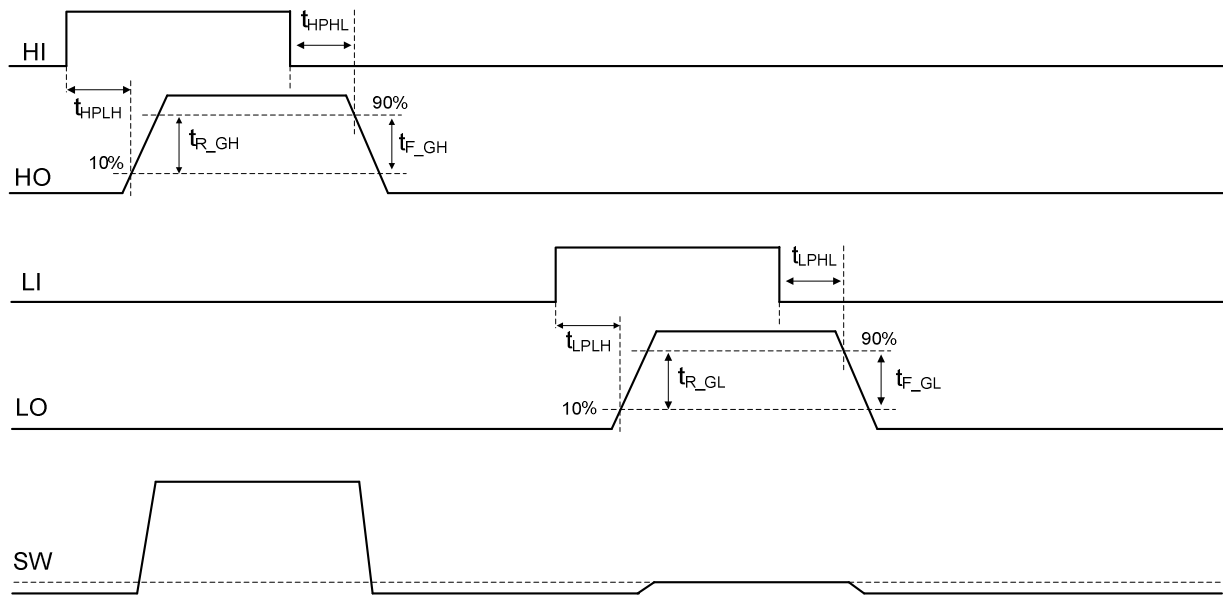 HI
tHPHL
tHPLH
90%
tR_GH
tF_GH
10%
HO
LI
tLPHL
tLPLH
90%
tR_GL
tF_GL
10%
LO
SW